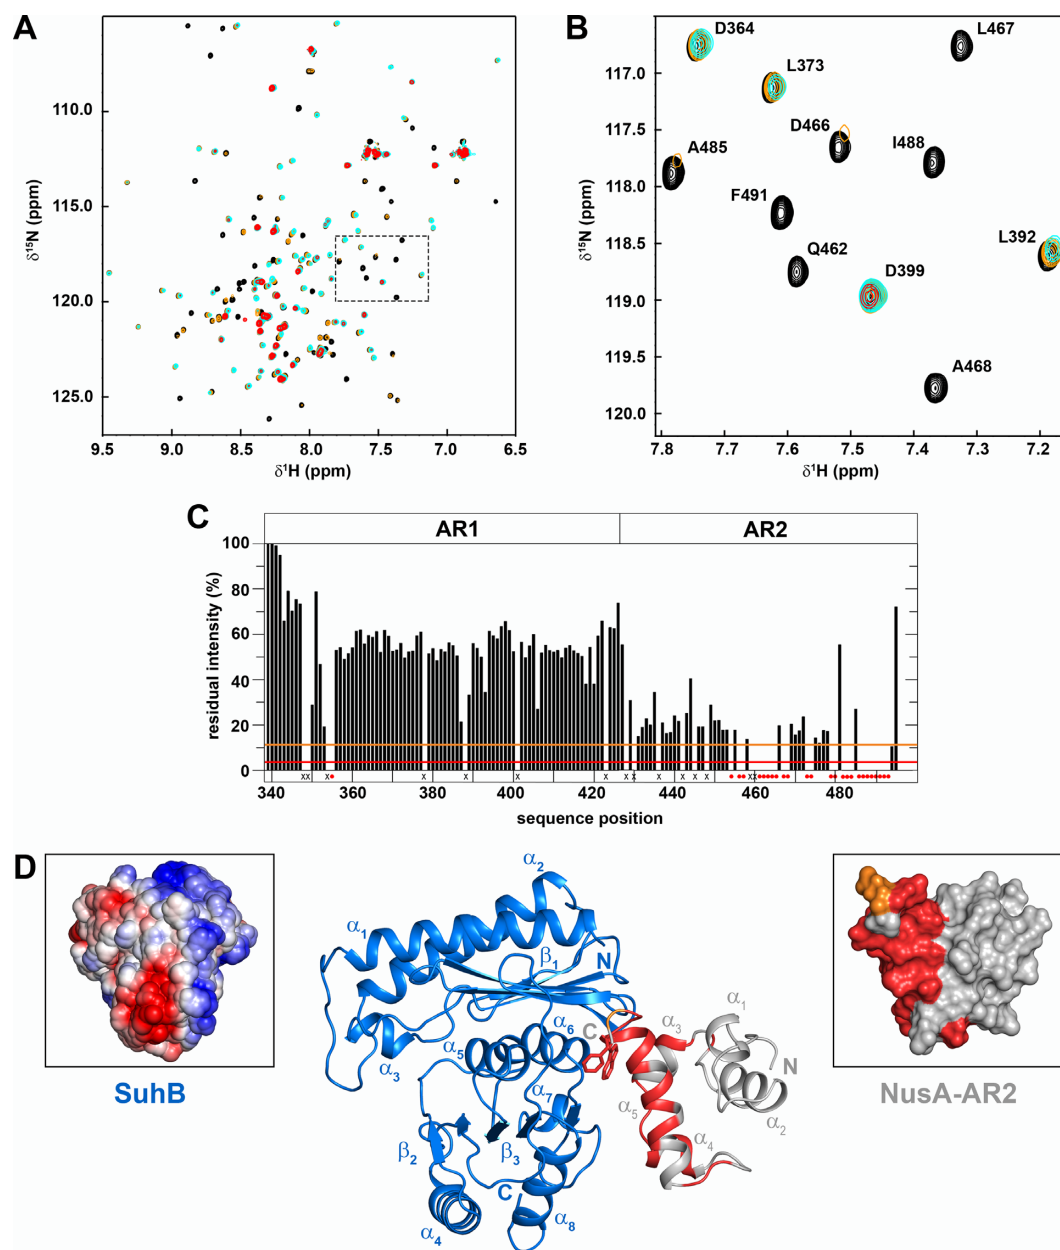 A
110.0
115.0
120.0
125.0
δ¹⁵N (ppm)
9.5 9.0 8.5 8.0 7.5 7.0 6.5
δ¹H (ppm)
B
D364
L467
117.0
L373
D466
117.5
A485
I488
118.0
F491
Q462
118.5
L392
D399
119.0
119.5
A468
120.0
δ¹⁵N (ppm)
7.8 7.7 7.6 7.5 7.4 7.3 7.2
δ¹H (ppm)
C
AR1 AR2
100
80
60
40
20
0
residual intensity (%)
xx x x x x x x x x x x x xx
340 360 380 400 420 440 460 480
sequence position
D
SuhB
α2
α1
β1
N
α3
α5
α6
α7
β2
β3
C
α4
α8
C
α3
α1
N
α2
α5
α4
NusA-AR2